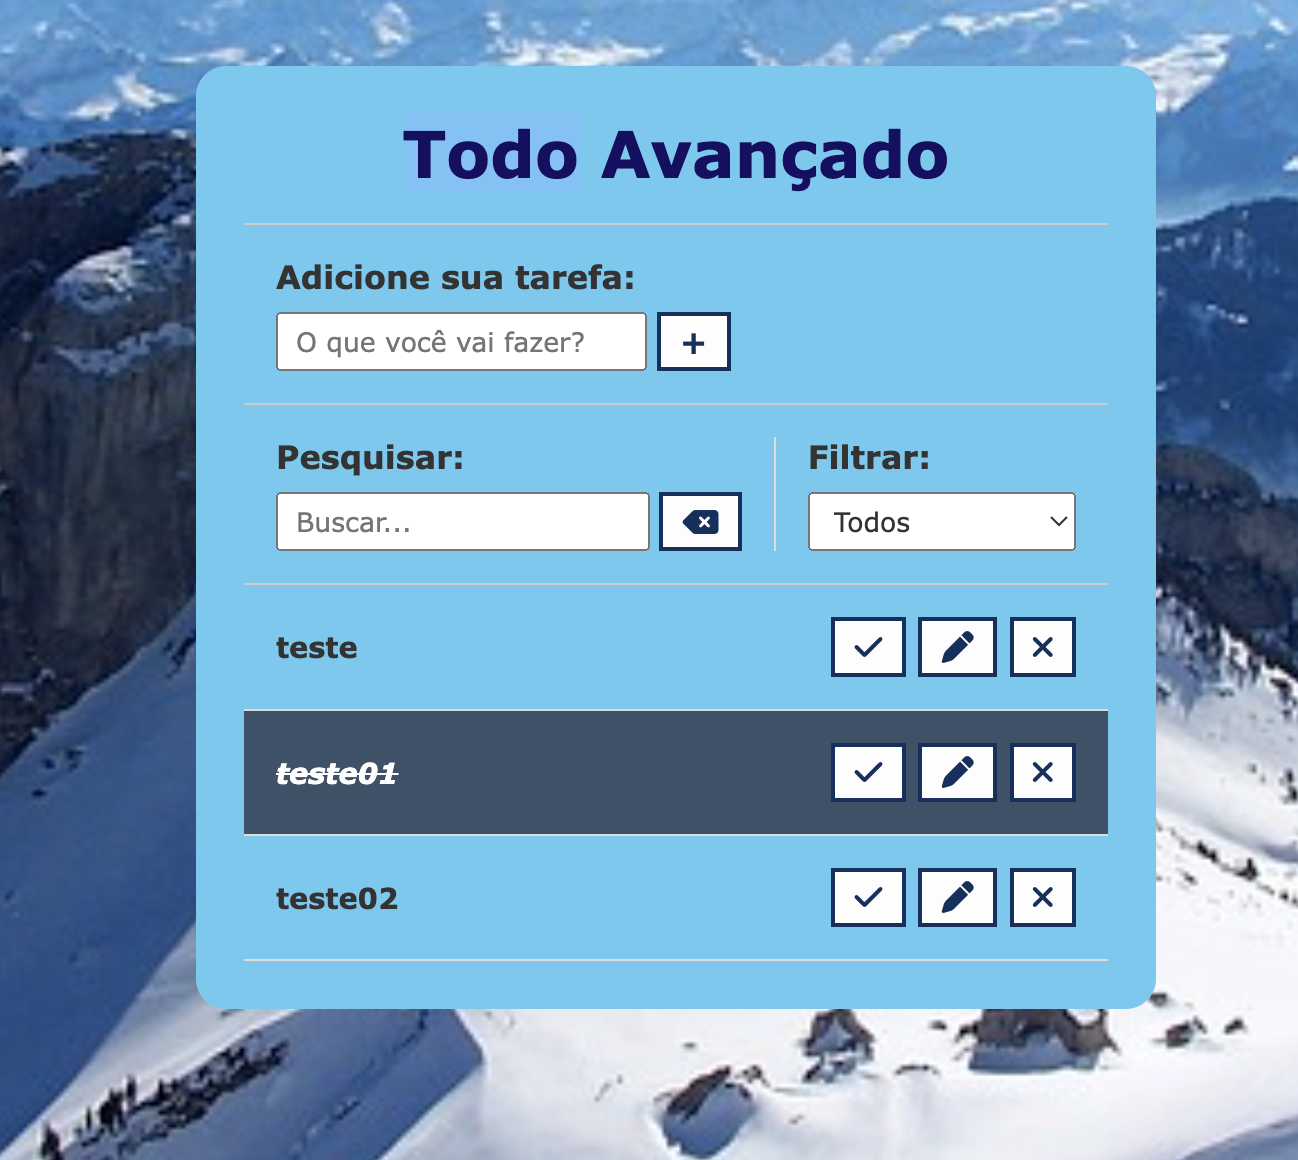 Todo Avançado
Adicione sua tarefa:
O que você vai fazer?
Pesquisar:
Filtrar:
Buscar...
Todos
teste
teste01
teste02